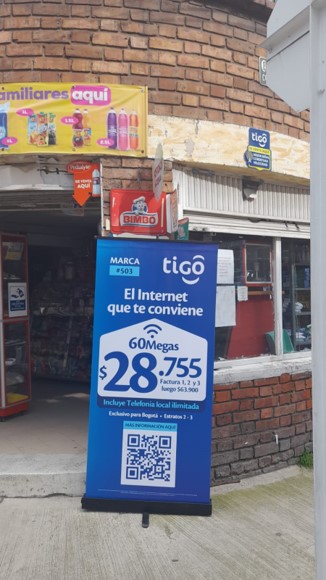 amiliares aquí
AQUÍ
BIMBO
tigo
MARCA
#503
tigo
El Internet
que te conviene
60Megas
$28.755
Factura 1, 2 y 3
luego $63.900
Incluye Telefonía local ilimitada
Exclusivo para Bogotá • Estratos 2 - 3
MÁS INFORMACIÓN AQUÍ